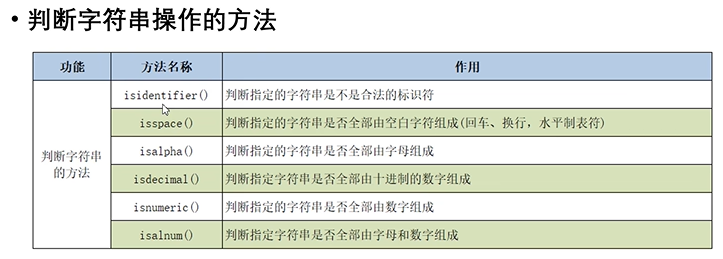 • 判断字符串操作的方法
功能 方法名称 作用
判断字符串的方法
isidentifier() 判断指定的字符串是不是合法的标识符
isspace() 判断指定的字符串是否全部由空白字符组成(回车、换行，水平制表符)
isalpha() 判断指定的字符串是否全部由字母组成
isdecimal() 判断指定字符串是否全部由十进制的数字组成
isnumeric() 判断指定的字符串是否全部由数字组成
isalnum() 判断指定字符串是否全部由字母和数字组成